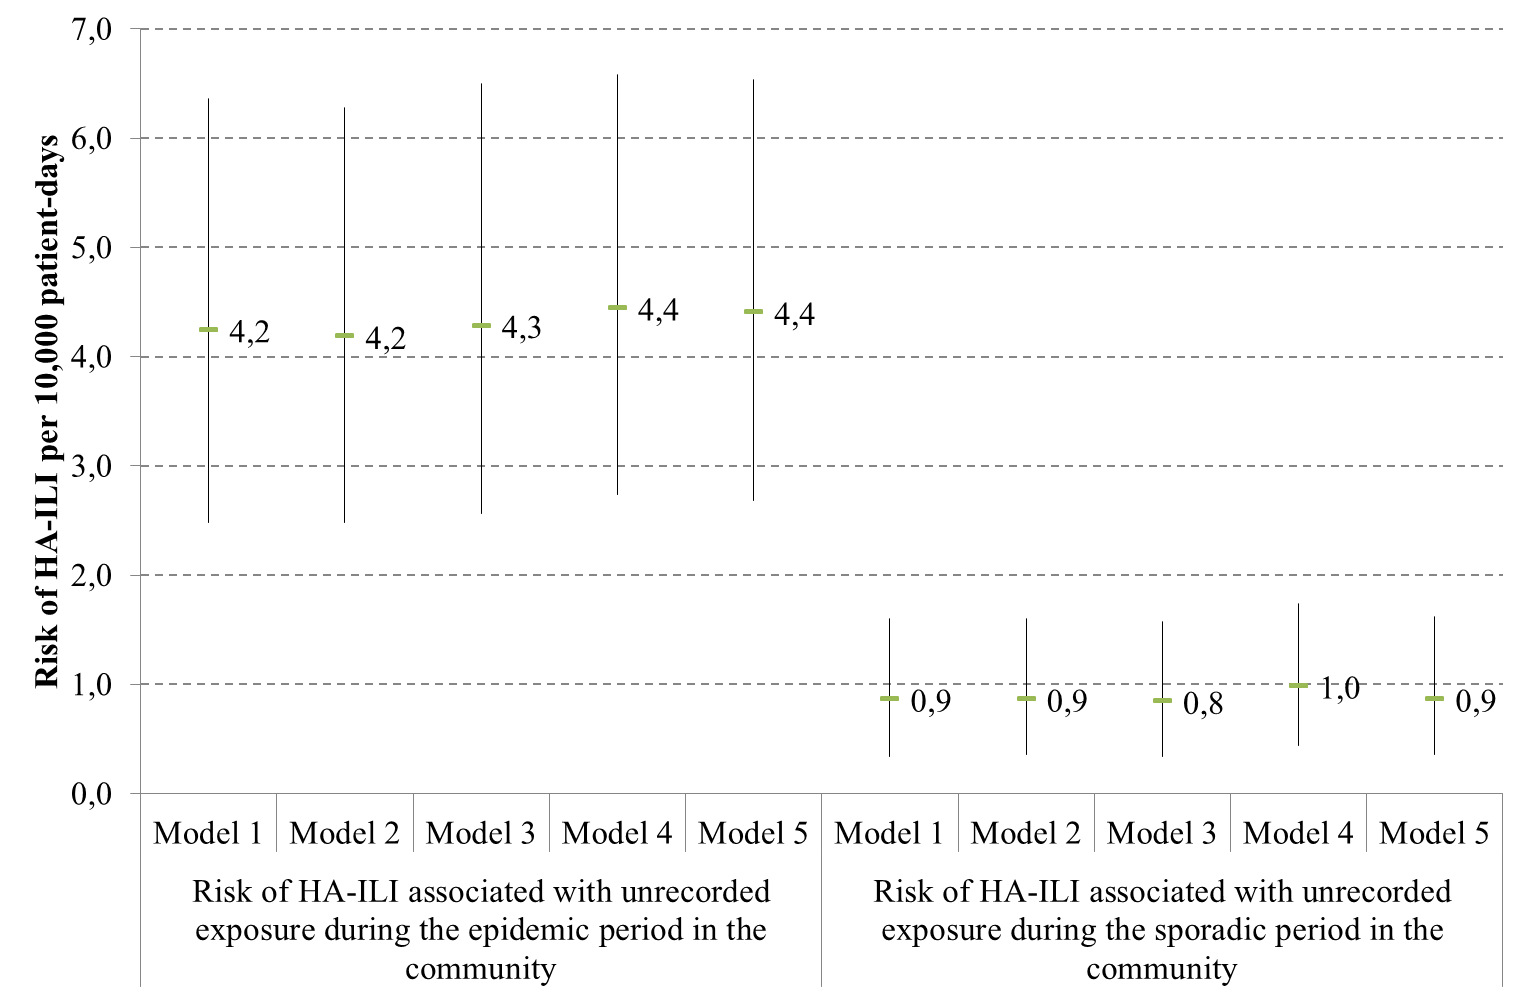 Risk of HA-ILI per 10,000 patient-days
7,0
6,0
5,0
4,0
3,0
2,0
1,0
0,0
4,2
4,2
4,3
4,4
4,4
0,9
0,9
0,8
1,0
0,9
Model 1
Model 2
Model 3
Model 4
Model 5
Model 1
Model 2
Model 3
Model 4
Model 5
Risk of HA-ILI associated with unrecorded
exposure during the epidemic period in the
community
Risk of HA-ILI associated with unrecorded
exposure during the sporadic period in the
community